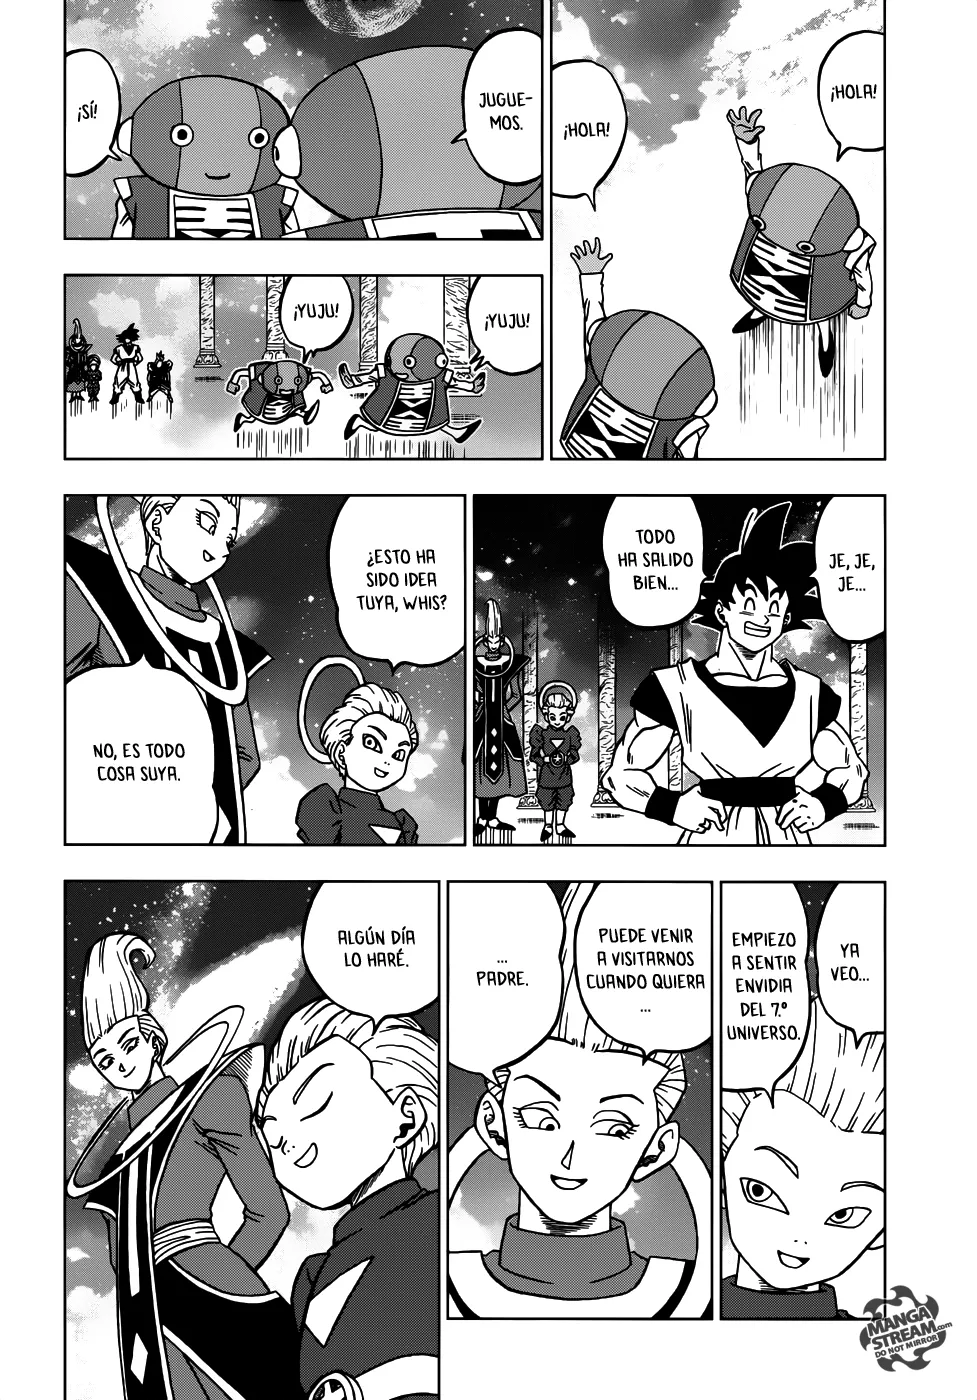 ¡HOLA!
¡HOLA!
JUGUE-
MOS.
¡SÍ!
¡YUJU!
¡YUJU!
JE, JE,
JE...
TODO
HA SALIDO
BIEN...
¿ESTO HA
SIDO IDEA
TUYA, WHIS?
NO, ES TODO
COSA SUYA.
YA
VEO...
EMPIEZO
A SENTIR
ENVIDIA
DEL 7.º
UNIVERSO.
PUEDE VENIR
A VISITARNOS
CUANDO QUIERA
...
...
PADRE.
ALGÚN DÍA
LO HARÉ.
MANGA
STREAM.com
DO NOT MIRROR